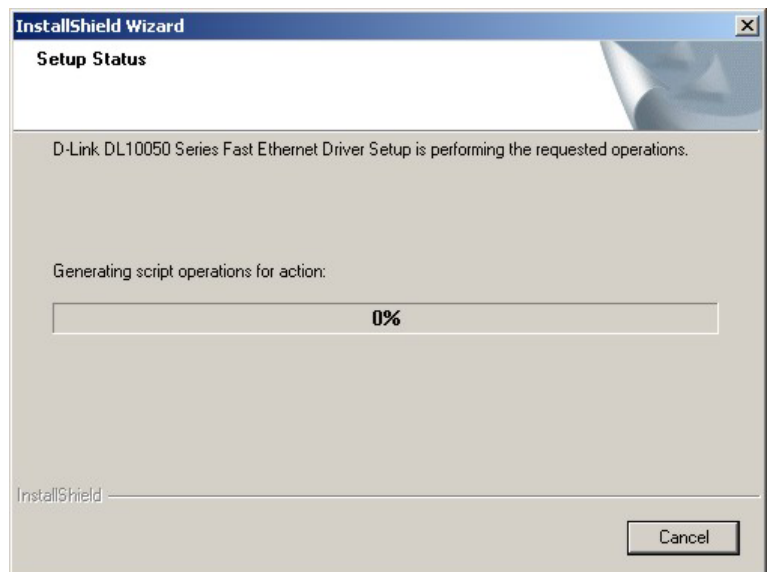 InstallShield Wizard
Setup Status
D-Link DL10050 Series Fast Ethernet Driver Setup is performing the requested operations.
Generating script operations for action:
0%
InstallShield
Cancel